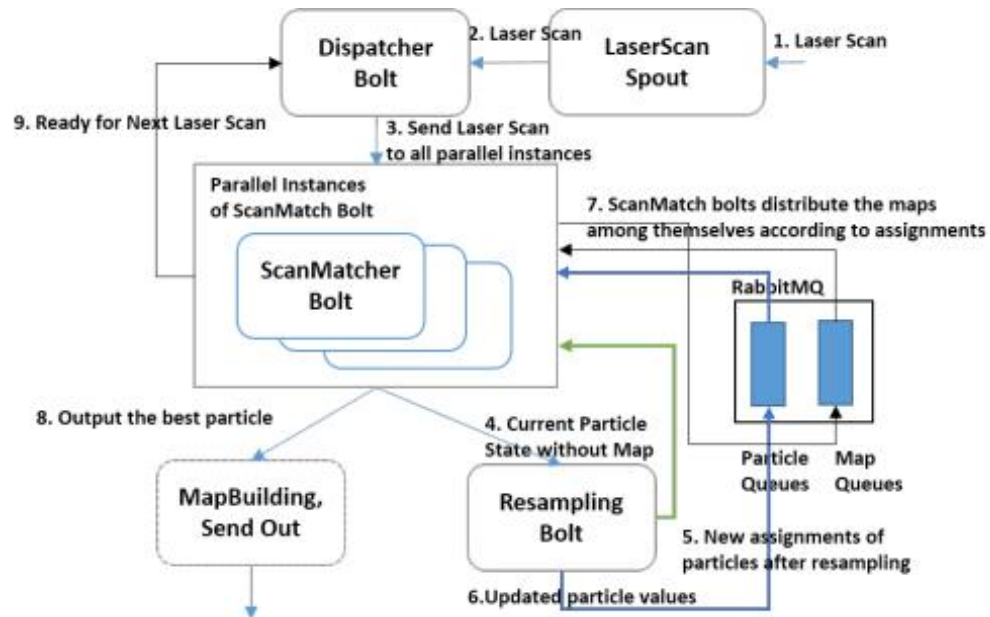 Dispatcher
Bolt
2. Laser Scan
LaserScan
Spout
1. Laser Scan
9. Ready for Next Laser Scan
3. Send Laser Scan
to all parallel instances
Parallel Instances
of ScanMatch Bolt
ScanMatcher
Bolt
7. ScanMatch bolts distribute the maps
among themselves according to assignments
RabbitMQ
8. Output the best particle
4. Current Particle
State without Map
Particle
Queues
Map
Queues
MapBuilding,
Send Out
Resampling
Bolt
5. New assignments of
particles after resampling
6.Updated particle values